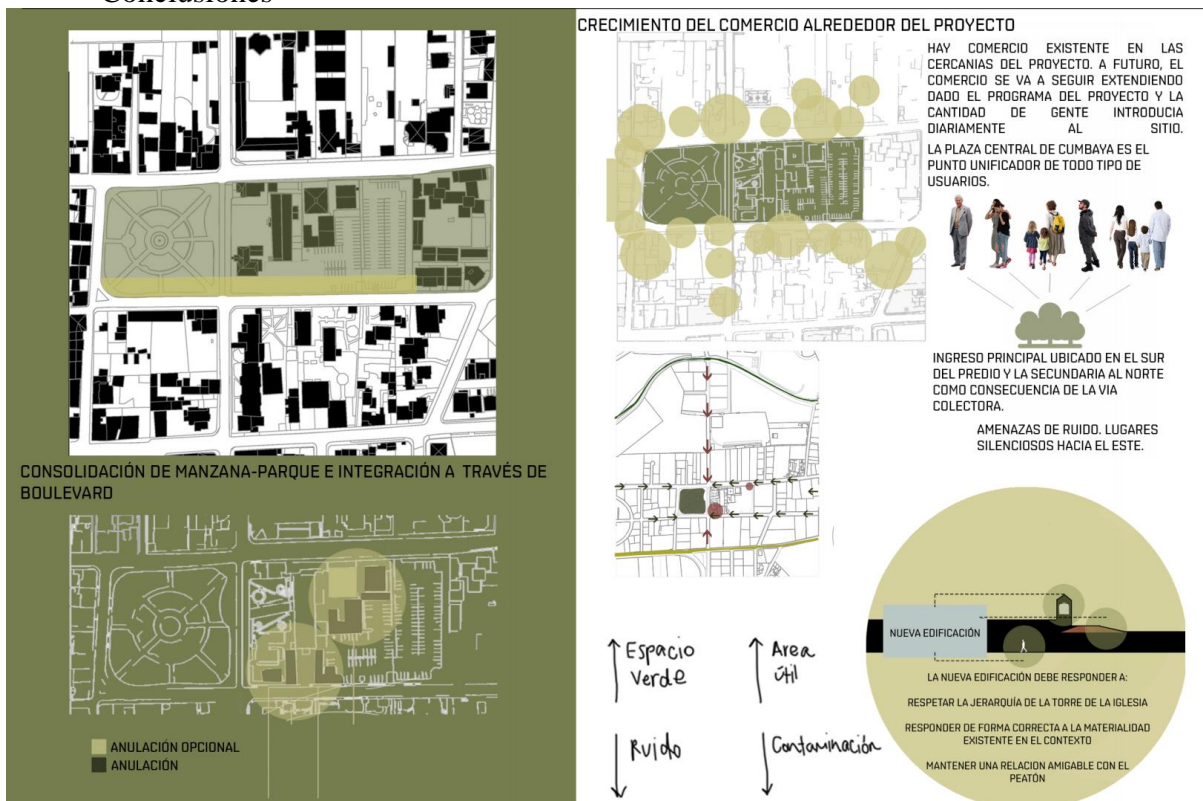 Conclusiones
CONSOLIDACIÓN DE MANZANA-PARQUE E INTEGRACIÓN A TRAVÉS DE
BOULEVARD
ANULACIÓN OPCIONAL
ANULACIÓN
CRECIMIENTO DEL COMERCIO ALREDEDOR DEL PROYECTO
HAY COMERCIO EXISTENTE EN LAS
CERCANIAS DEL PROYECTO. A FUTURO, EL
COMERCIO SE VA A SEGUIR EXTENDIENDO
DADO EL PROGRAMA DEL PROYECTO Y LA
CANTIDAD DE GENTE INTRODUCIA
DIARIAMENTE AL SITIO.
LA PLAZA CENTRAL DE CUMBAYA ES EL
PUNTO UNIFICADOR DE TODO TIPO DE
USUARIOS.
INGRESO PRINCIPAL UBICADO EN EL SUR
DEL PREDIO Y LA SECUNDARIA AL NORTE
COMO CONSECUENCIA DE LA VIA
COLECTORA.
AMENAZAS DE RUIDO. LUGARES
SILENCIOSOS HACIA EL ESTE.
Espacio
Verde
Area
útil
Ruido
Contaminación
NUEVA EDIFICACIÓN
LA NUEVA EDIFICACIÓN DEBE RESPONDER A:
RESPETAR LA JERARQUÍA DE LA TORRE DE LA IGLESIA
RESPONDER DE FORMA CORRECTA A LA MATERIALIDAD
EXISTENTE EN EL CONTEXTO
MANTENER UNA RELACION AMIGABLE CON EL
PEATÓN